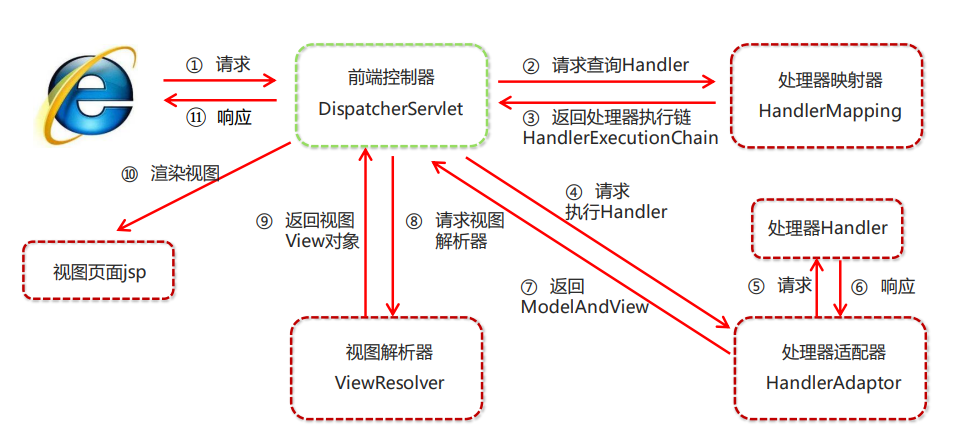 ① 请求
⑪ 响应
前端控制器
DispatcherServlet
② 请求查询Handler
③ 返回处理器执行链
HandlerExecutionChain
处理器映射器
HandlerMapping
⑩ 渲染视图
视图页面jsp
⑨ 返回视图
View对象
⑧ 请求视图
解析器
④ 请求
执行Handler
⑦ 返回
ModelAndView
处理器Handler
⑤ 请求
⑥ 响应
视图解析器
ViewResolver
处理器适配器
HandlerAdaptor